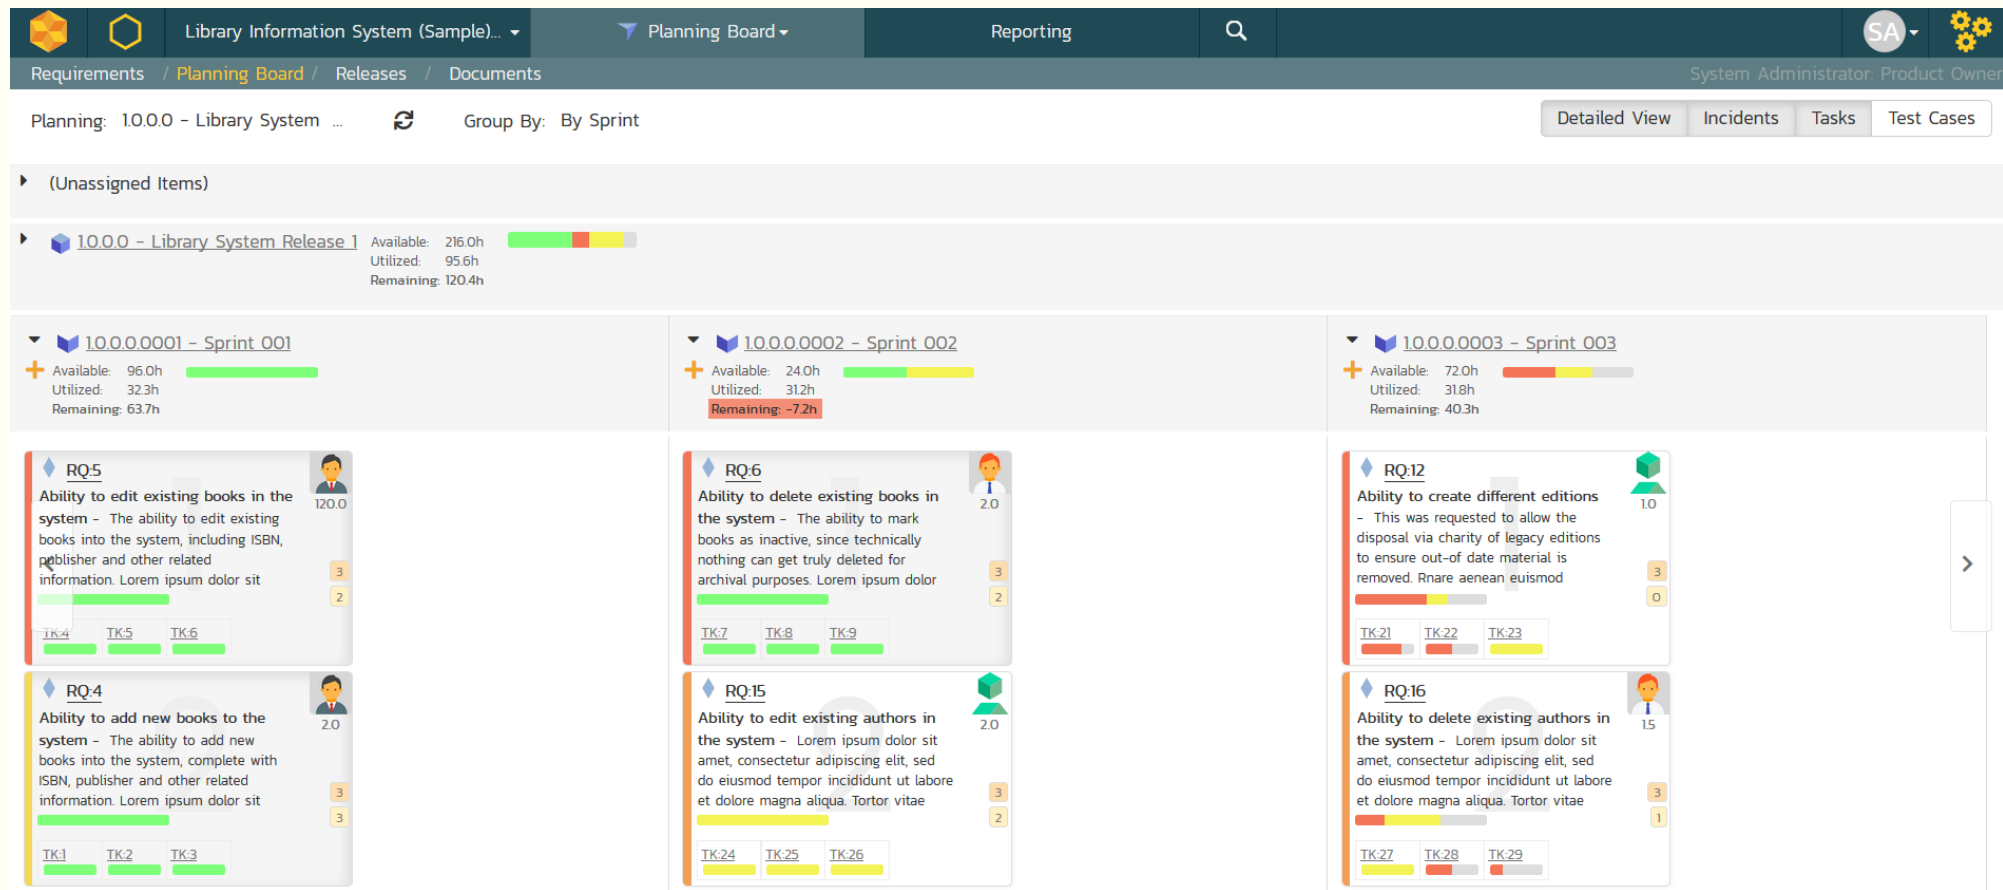 Library Information System (Sample)...
Planning Board
Reporting
SA
Requirements / Planning Board / Releases / Documents
System Administrator: Product Owner
Planning: 1.0.0.0 - Library System ...
Group By: By Sprint
Detailed View
Incidents
Tasks
Test Cases
(Unassigned Items)
1.0.0.0 - Library System Release 1
Available: 216.0h
Utilized: 95.6h
Remaining: 120.4h
1.0.0.0.0001 - Sprint 001
Available: 96.0h
Utilized: 32.3h
Remaining: 63.7h
1.0.0.0.0002 - Sprint 002
Available: 24.0h
Utilized: 31.2h
Remaining: -7.2h
1.0.0.0.0003 - Sprint 003
Available: 72.0h
Utilized: 31.8h
Remaining: 40.3h
1
RQ:5
120.0
Ability to edit existing books in the
system - The ability to edit existing
books into the system, including ISBN,
publisher and other related
information. Lorem ipsum dolor sit
3
2
TK:4 TK:5 TK:6
2
RQ:4
2.0
Ability to add new books to the
system - The ability to add new
books into the system, complete with
ISBN, publisher and other related
information. Lorem ipsum dolor sit
3
3
TK:1 TK:2 TK:3
1
RQ:6
2.0
Ability to delete existing books in
the system - The ability to mark
books as inactive, since technically
nothing can get truly deleted for
archival purposes. Lorem ipsum dolor
3
2
TK:7 TK:8 TK:9
2
RQ:15
2.0
Ability to edit existing authors in
the system - Lorem ipsum dolor sit
amet, consectetur adipiscing elit, sed
do eiusmod tempor incididunt ut labore
et dolore magna aliqua. Tortor vitae
3
2
TK:24 TK:25 TK:26
1
RQ:12
1.0
Ability to create different editions
- This was requested to allow the
disposal via charity of legacy editions
to ensure out-of date material is
removed. Rnare aenean euismod
3
0
TK:21 TK:22 TK:23
2
RQ:16
1.5
Ability to delete existing authors in
the system - Lorem ipsum dolor sit
amet, consectetur adipiscing elit, sed
do eiusmod tempor incididunt ut labore
et dolore magna aliqua. Tortor vitae
3
1
TK:27 TK:28 TK:29